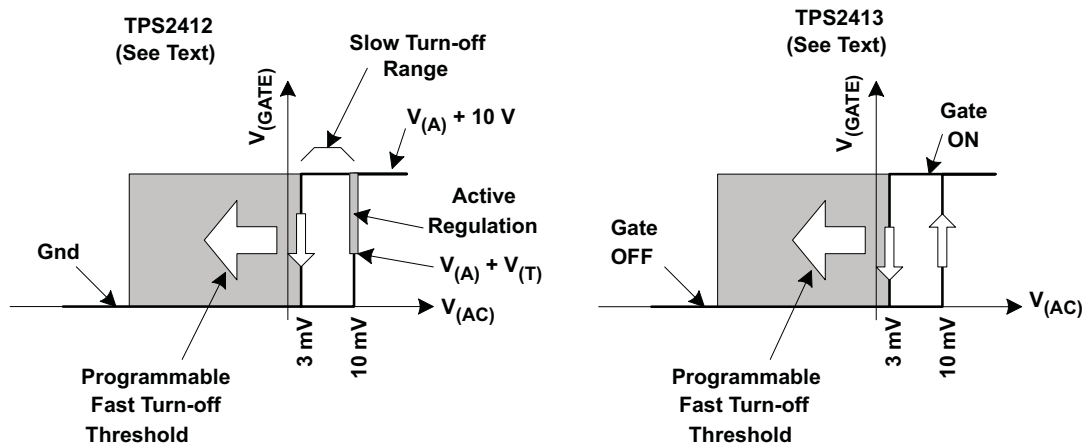 TPS2412
(See Text)
Slow Turn-off
Range
V(GATE)
V(A) + 10 V
Active
Regulation
Gnd
V(A) + V(T)
V(AC)
3 mV
10 mV
Programmable
Fast Turn-off
Threshold
TPS2413
(See Text)
V(GATE)
Gate
ON
Gate
OFF
V(AC)
3 mV
10 mV
Programmable
Fast Turn-off
Threshold